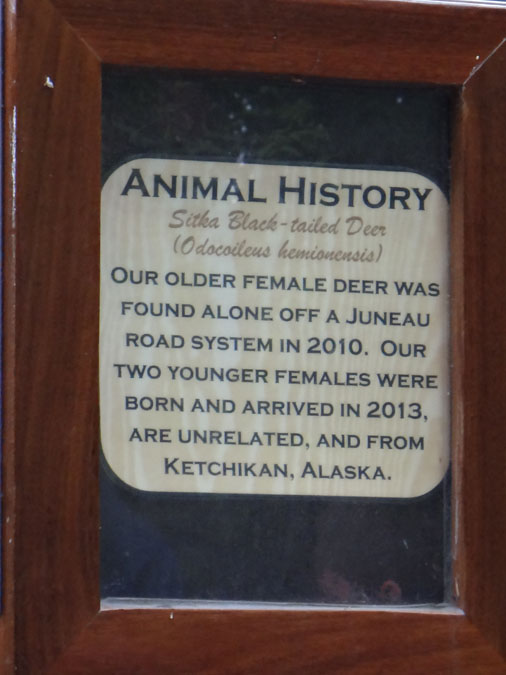 ANIMAL HISTORY
Sitka Black-tailed Deer
(Odocoileus hemionensis)
OUR OLDER FEMALE DEER WAS
FOUND ALONE OFF A JUNEAU
ROAD SYSTEM IN 2010. OUR
TWO YOUNGER FEMALES WERE
BORN AND ARRIVED IN 2013,
ARE UNRELATED, AND FROM
KETCHIKAN, ALASKA.